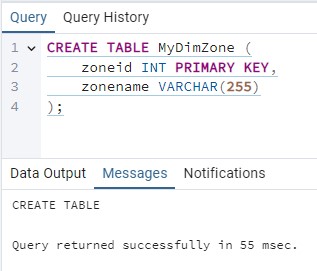 Query Query History
1 CREATE TABLE MyDimZone (
2 zoneid INT PRIMARY KEY,
3 zonename VARCHAR(255)
4 );
Data Output Messages Notifications
CREATE TABLE
Query returned successfully in 55 msec.